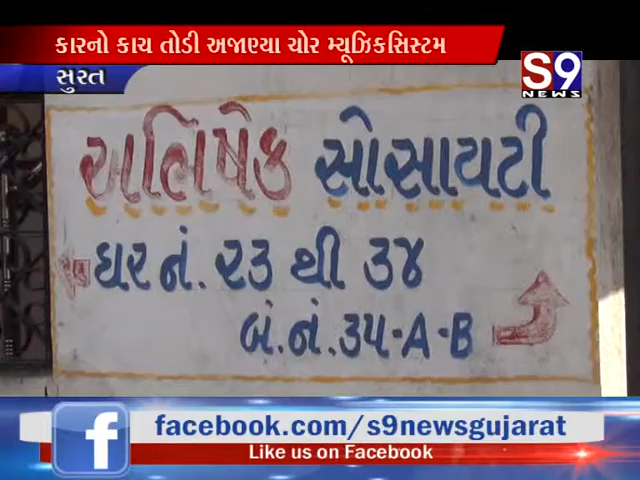 કારનો કાચ તોડી અજાણ્યા ચોર મ્યૂઝિકસિસ્ટમ
સુરત
S9
NEWS
અભિષેક સોસાયટી
ઘર નં. ૨૩ થી ૩૪
બં.નં. ૩૫-A-B
facebook.com/s9newsgujarat
Like us on Facebook